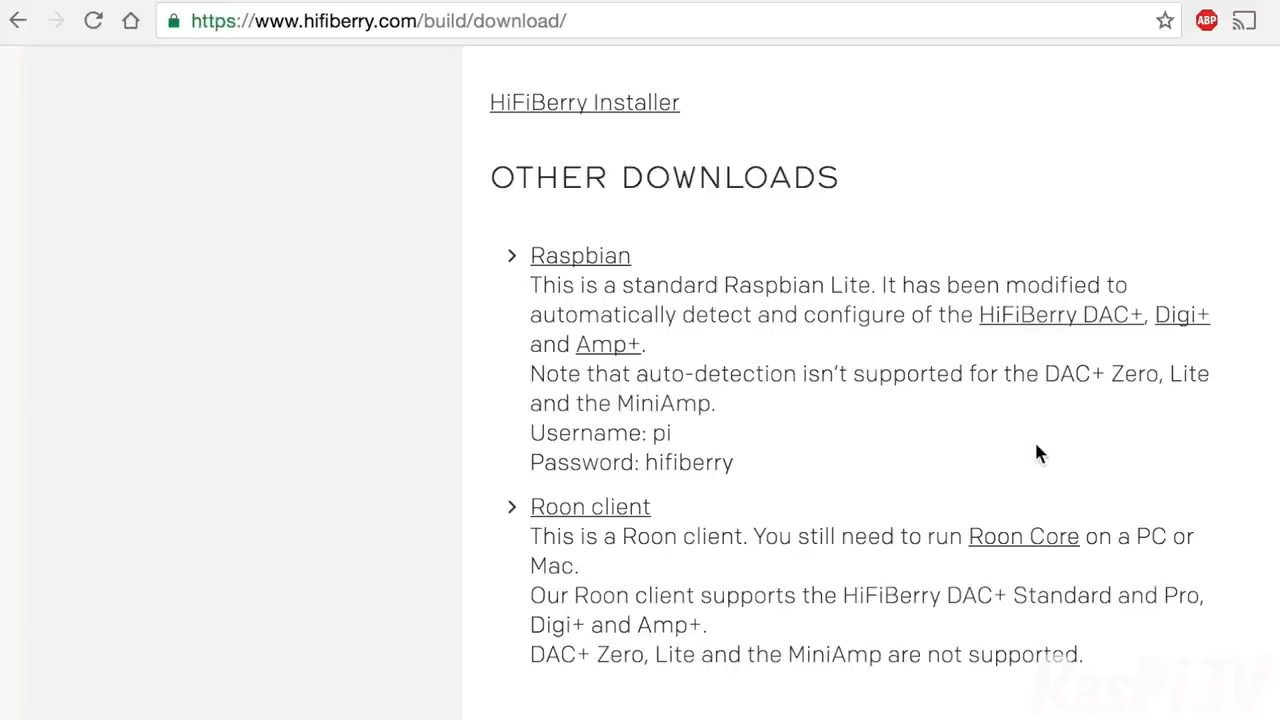 https://www.hifiberry.com/build/download/
ABP
HiFiBerry Installer
OTHER DOWNLOADS
Raspbian
This is a standard Raspbian Lite. It has been modified to
automatically detect and configure of the HiFiBerry DAC+, Digi+
and Amp+.
Note that auto-detection isn't supported for the DAC+ Zero, Lite
and the MiniAmp.
Username: pi
Password: hifiberry
Roon client
This is a Roon client. You still need to run Roon Core on a PC or
Mac.
Our Roon client supports the HiFiBerry DAC+ Standard and Pro,
Digi+ and Amp+.
DAC+ Zero, Lite and the MiniAmp are not supported.
RasPi.TV